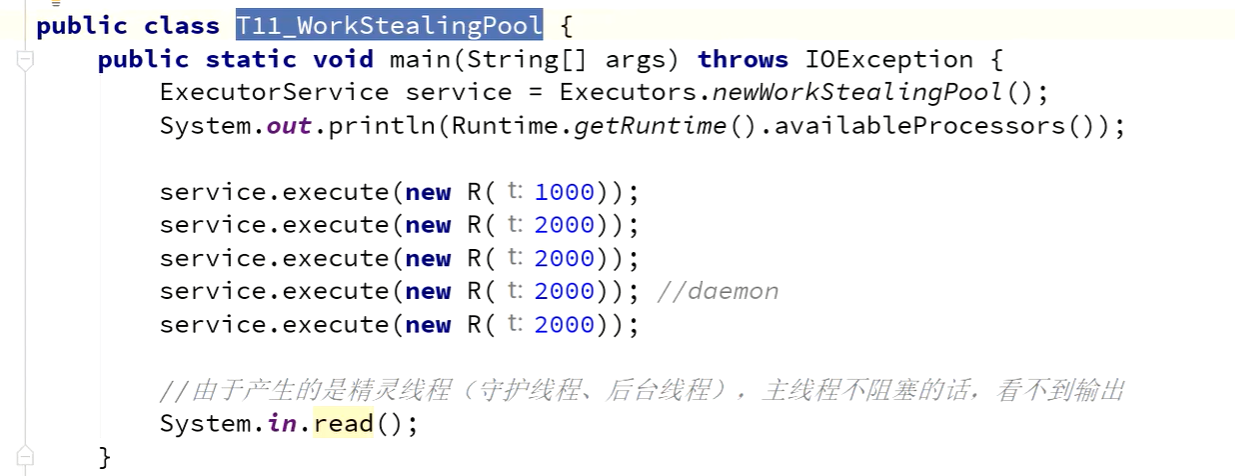 public class T11_WorkStealingPool {
    public static void main(String[] args) throws IOException {
        ExecutorService service = Executors.newWorkStealingPool();
        System.out.println(Runtime.getRuntime().availableProcessors());
        service.execute(new R( t: 1000));
        service.execute(new R( t: 2000));
        service.execute(new R( t: 2000));
        service.execute(new R( t: 2000)); //daemon
        service.execute(new R( t: 2000));
        //由于产生的是精灵线程（守护线程、后台线程），主线程不阻塞的话，看不到输出
        System.in.read();
    }